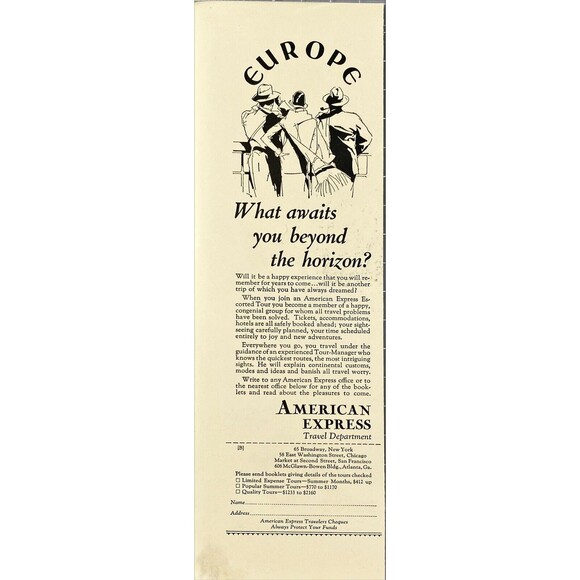 EUROPE
What awaits
you beyond
the horizon?
Will it be a happy experience that you will re-
member for years to come...will it be another
trip of which you have always dreamed?
When you join an American Express Es-
corted Tour you become a member of a happy,
congenial group for whom all travel problems
have been solved. Tickets, accommodations,
hotels are all safely booked ahead; your sight-
seeing carefully planned, your time scheduled
entirely to joy and new adventures.
Everywhere you go, you travel under the
guidance of an experienced Tour-Manager who
knows the quickest routes, the most intriguing
sights. He will explain continental customs,
modes and ideas and banish all travel worry.
Write to any American Express office or to
the nearest office below for any of the book-
lets and read about the pleasures to come.
AMERICAN
EXPRESS
Travel Department
[B] 65 Broadway, New York
58 East Washington Street, Chicago
Market at Second Street, San Francisco
606 McGlawn-Bowen Bldg., Atlanta, Ga.
Please send booklets giving details of the tours checked
☐ Limited Expense Tours—Summer Months, $412 up
☐ Popular Summer Tours—$770 to $1170
☐ Quality Tours—$1233 to $2160
Name
Address
American Express Travelers Cheques
Always Protect Your Funds